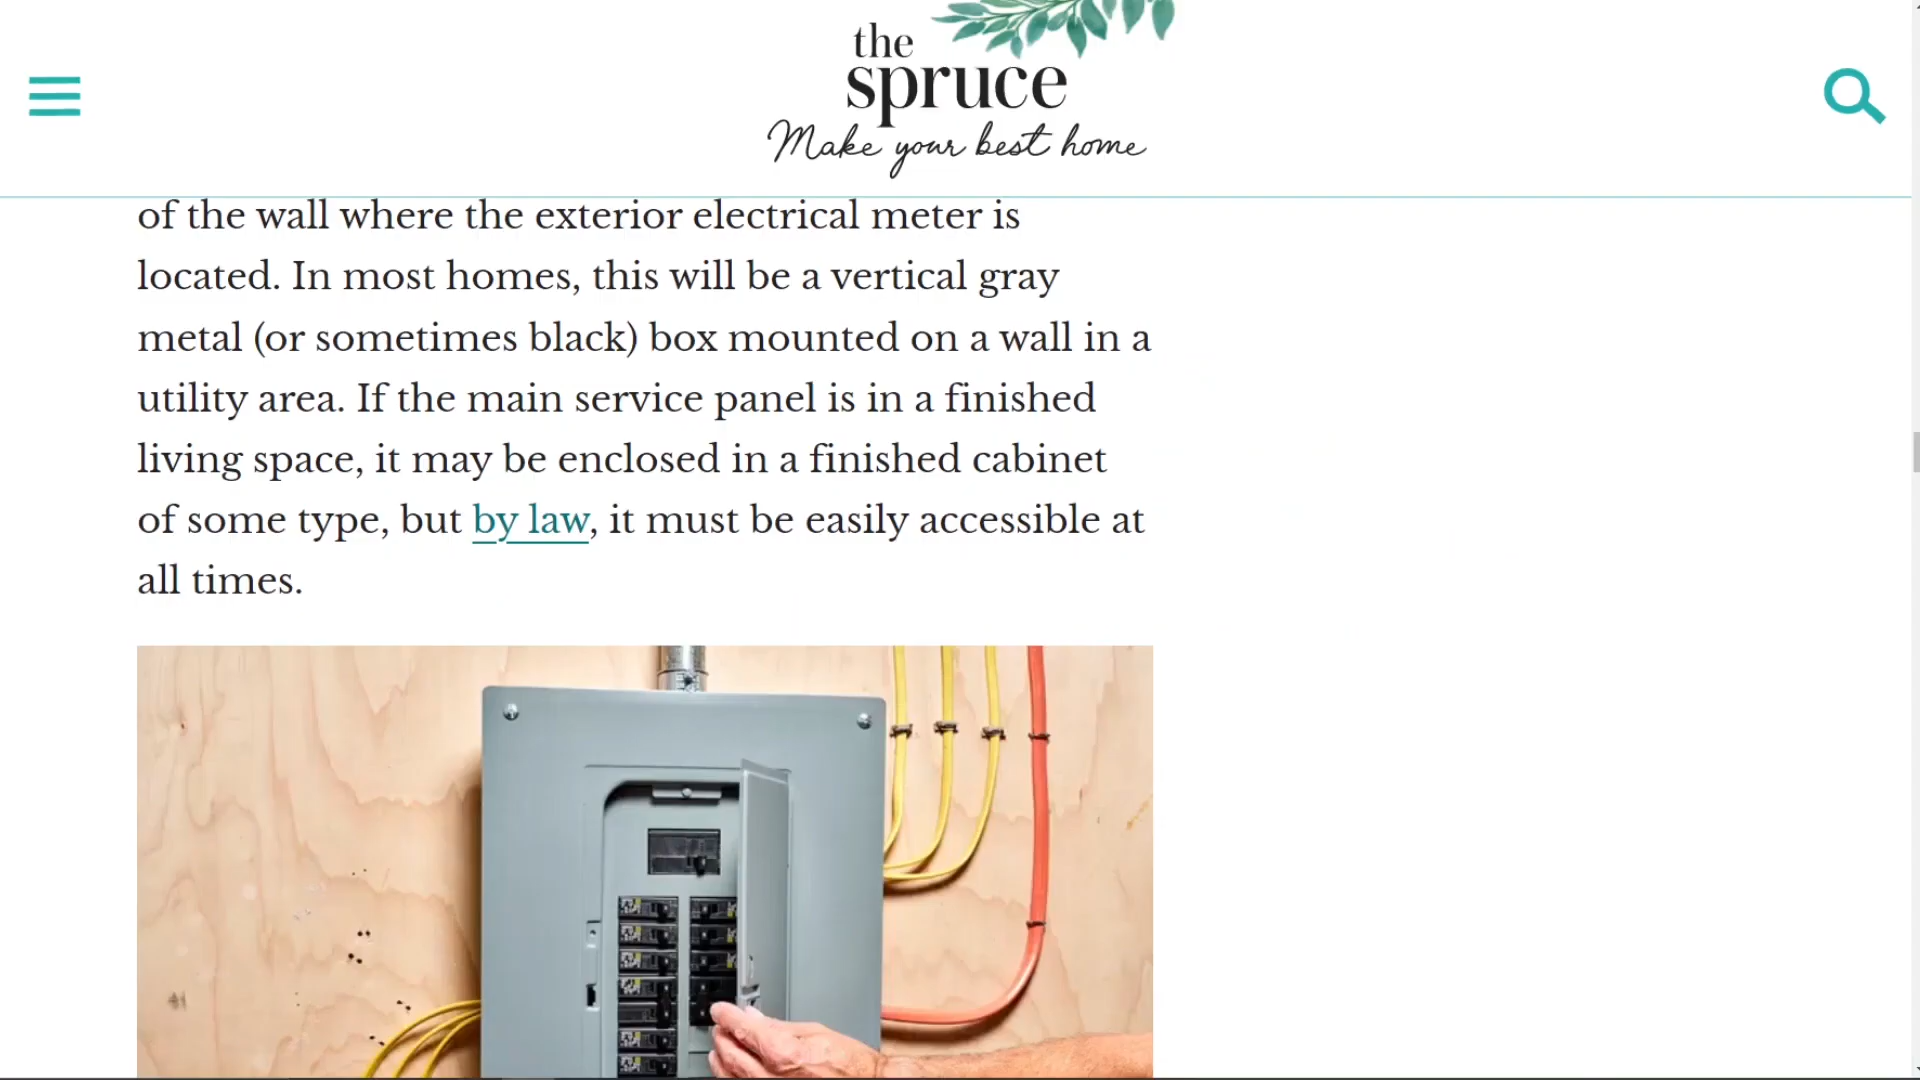 the
spruce
Make your best home
of the wall where the exterior electrical meter is
located. In most homes, this will be a vertical gray
metal (or sometimes black) box mounted on a wall in a
utility area. If the main service panel is in a finished
living space, it may be enclosed in a finished cabinet
of some type, but by law, it must be easily accessible at
all times.